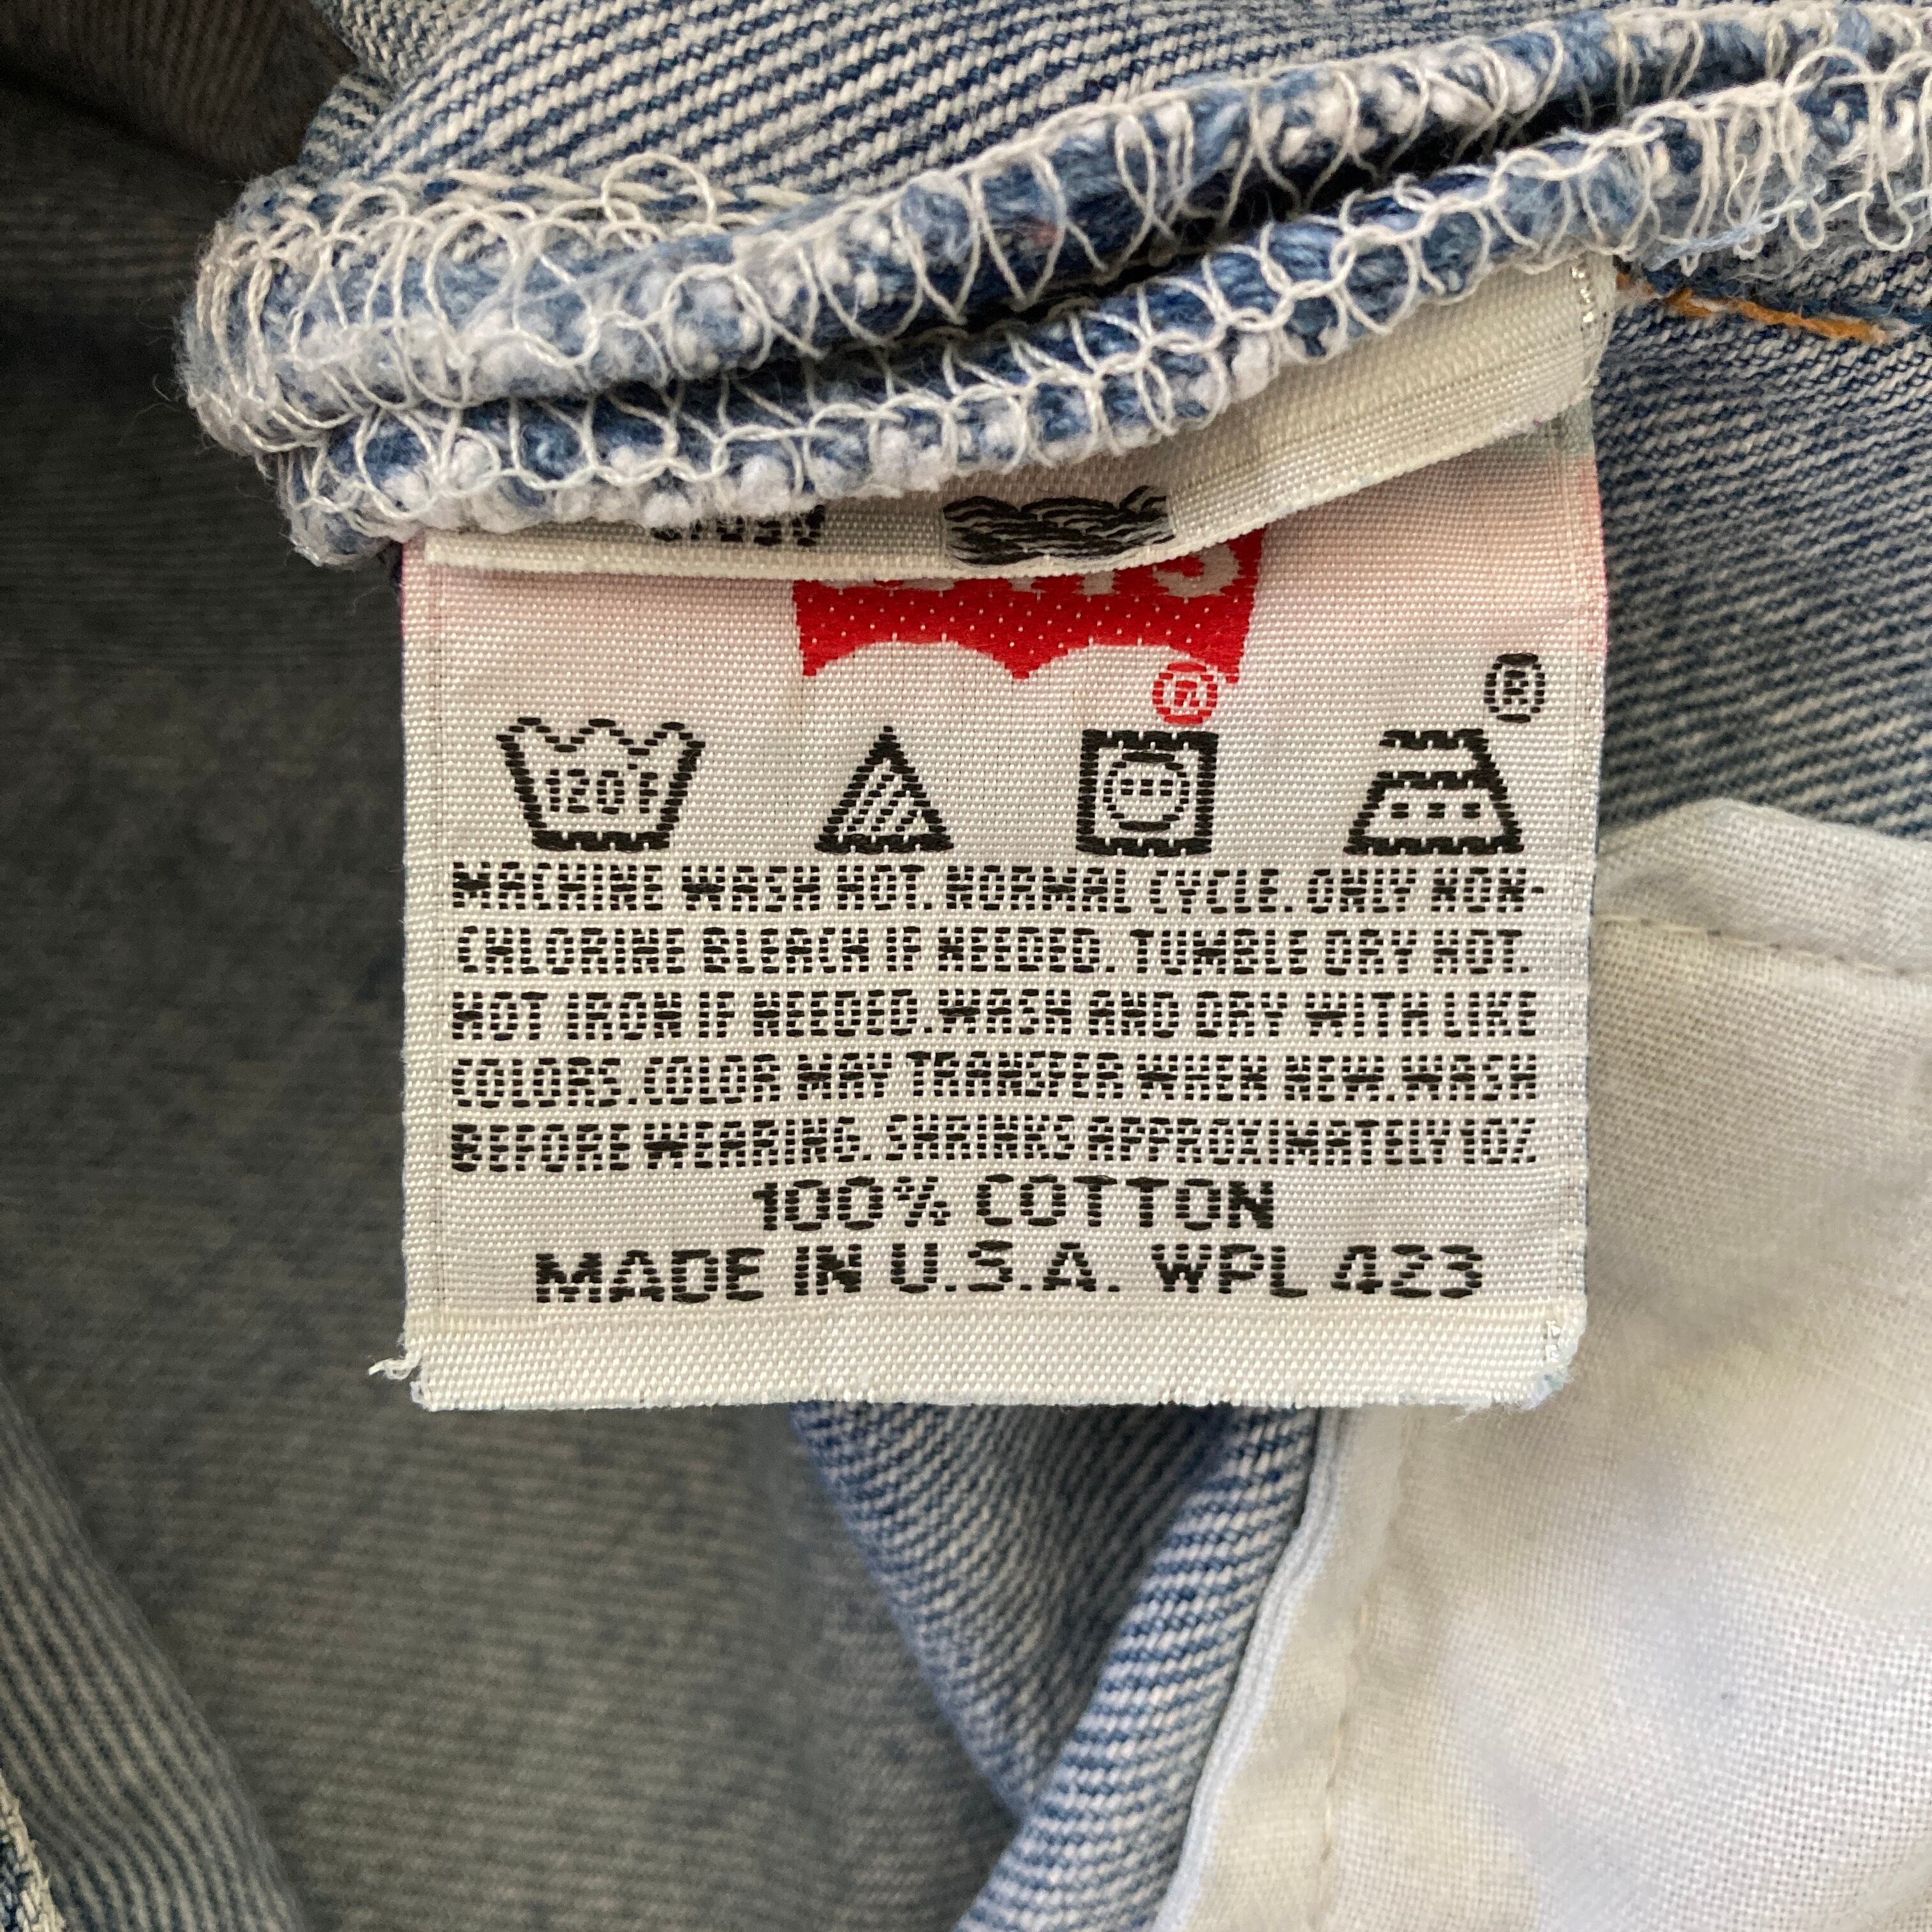 ®
®
120F
MACHINE WASH HOT. NORMAL CYCLE. ONLY NON-
CHLORINE BLEACH IF NEEDED. TUMBLE DRY HOT.
HOT IRON IF NEEDED. WASH AND DRY WITH LIKE
COLORS. COLOR MAY TRANSFER WHEN NEW. WASH
BEFORE WEARING. SHRINKS APPROXIMATELY 10%
100% COTTON
MADE IN U.S.A. WPL 423